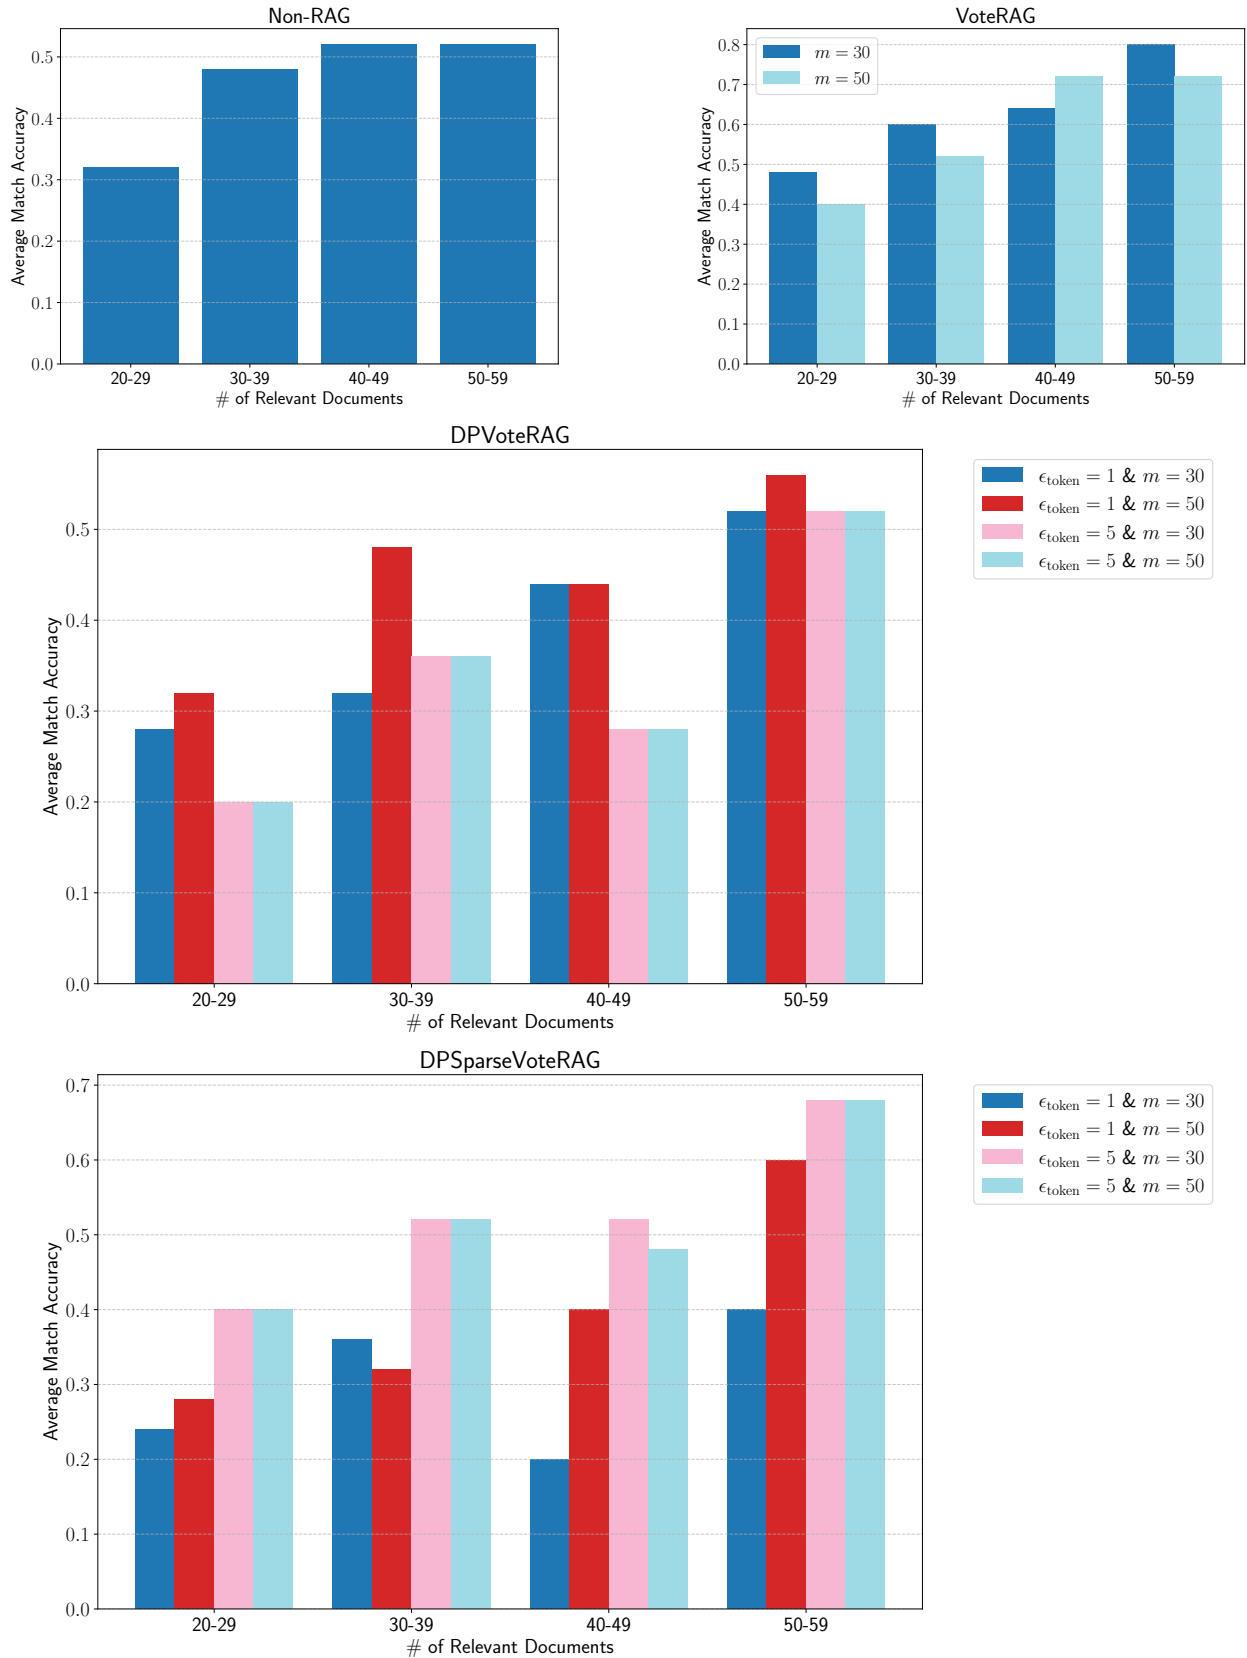 Non-RAG
Average Match Accuracy
0.5
0.4
0.3
0.2
0.1
0.0
20-29 30-39 40-49 50-59
# of Relevant Documents
VoteRAG
m = 30
m = 50
Average Match Accuracy
0.8
0.7
0.6
0.5
0.4
0.3
0.2
0.1
0.0
20-29 30-39 40-49 50-59
# of Relevant Documents
DPVoteRAG
Average Match Accuracy
0.5
0.4
0.3
0.2
0.1
0.0
20-29 30-39 40-49 50-59
# of Relevant Documents
ϵtoken = 1 & m = 30
ϵtoken = 1 & m = 50
ϵtoken = 5 & m = 30
ϵtoken = 5 & m = 50
DPSparseVoteRAG
Average Match Accuracy
0.7
0.6
0.5
0.4
0.3
0.2
0.1
0.0
20-29 30-39 40-49 50-59
# of Relevant Documents
ϵtoken = 1 & m = 30
ϵtoken = 1 & m = 50
ϵtoken = 5 & m = 30
ϵtoken = 5 & m = 50